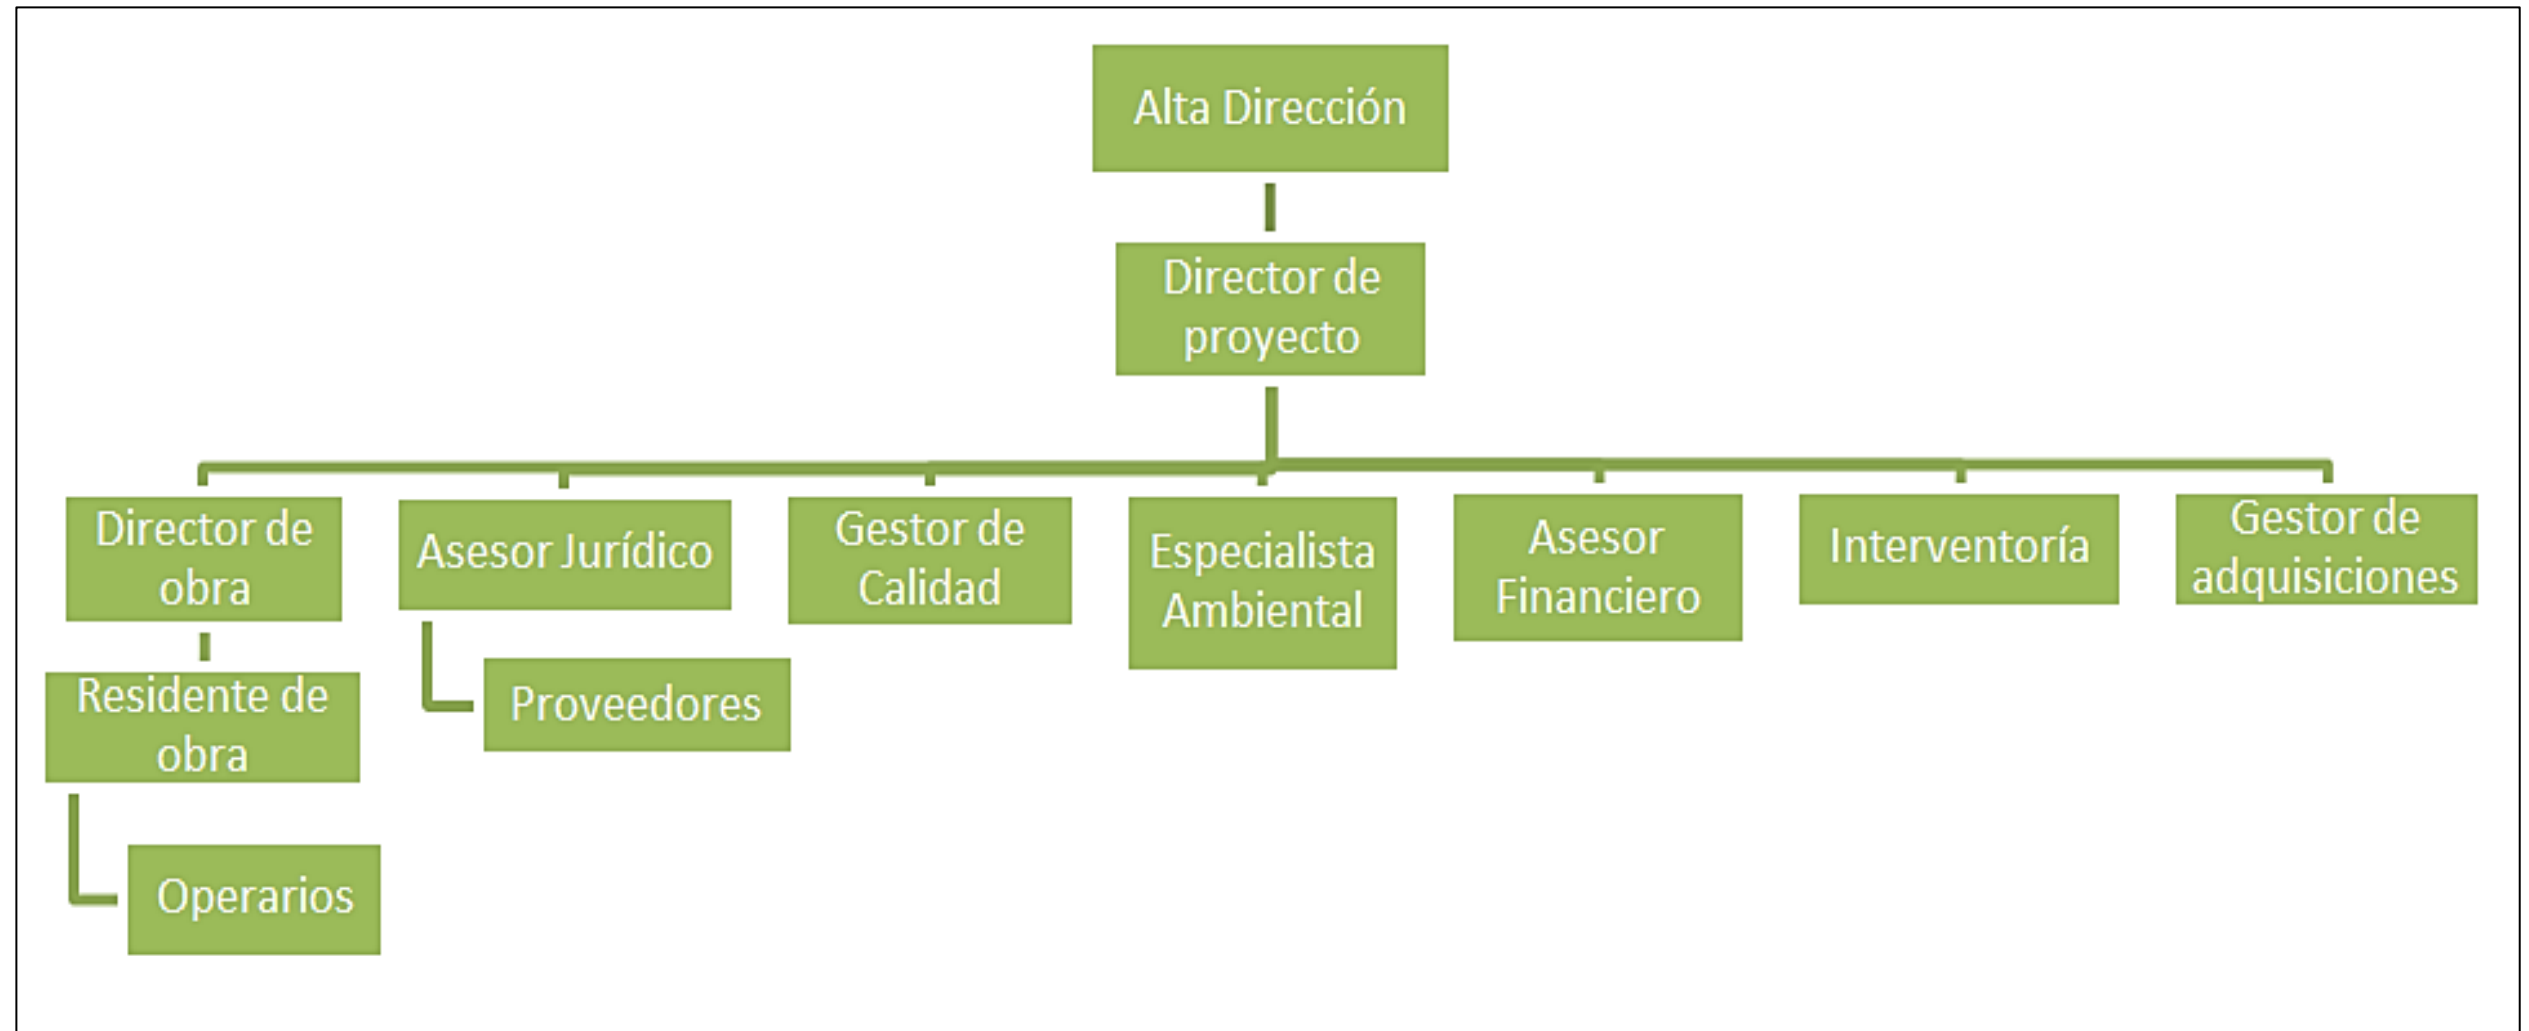 Alta Dirección
Director de
proyecto
Director de
obra
Asesor Jurídico
Gestor de
Calidad
Especialista
Ambiental
Asesor
Financiero
Interventoría
Gestor de
adquisiciones
Residente de
obra
Proveedores
Operarios